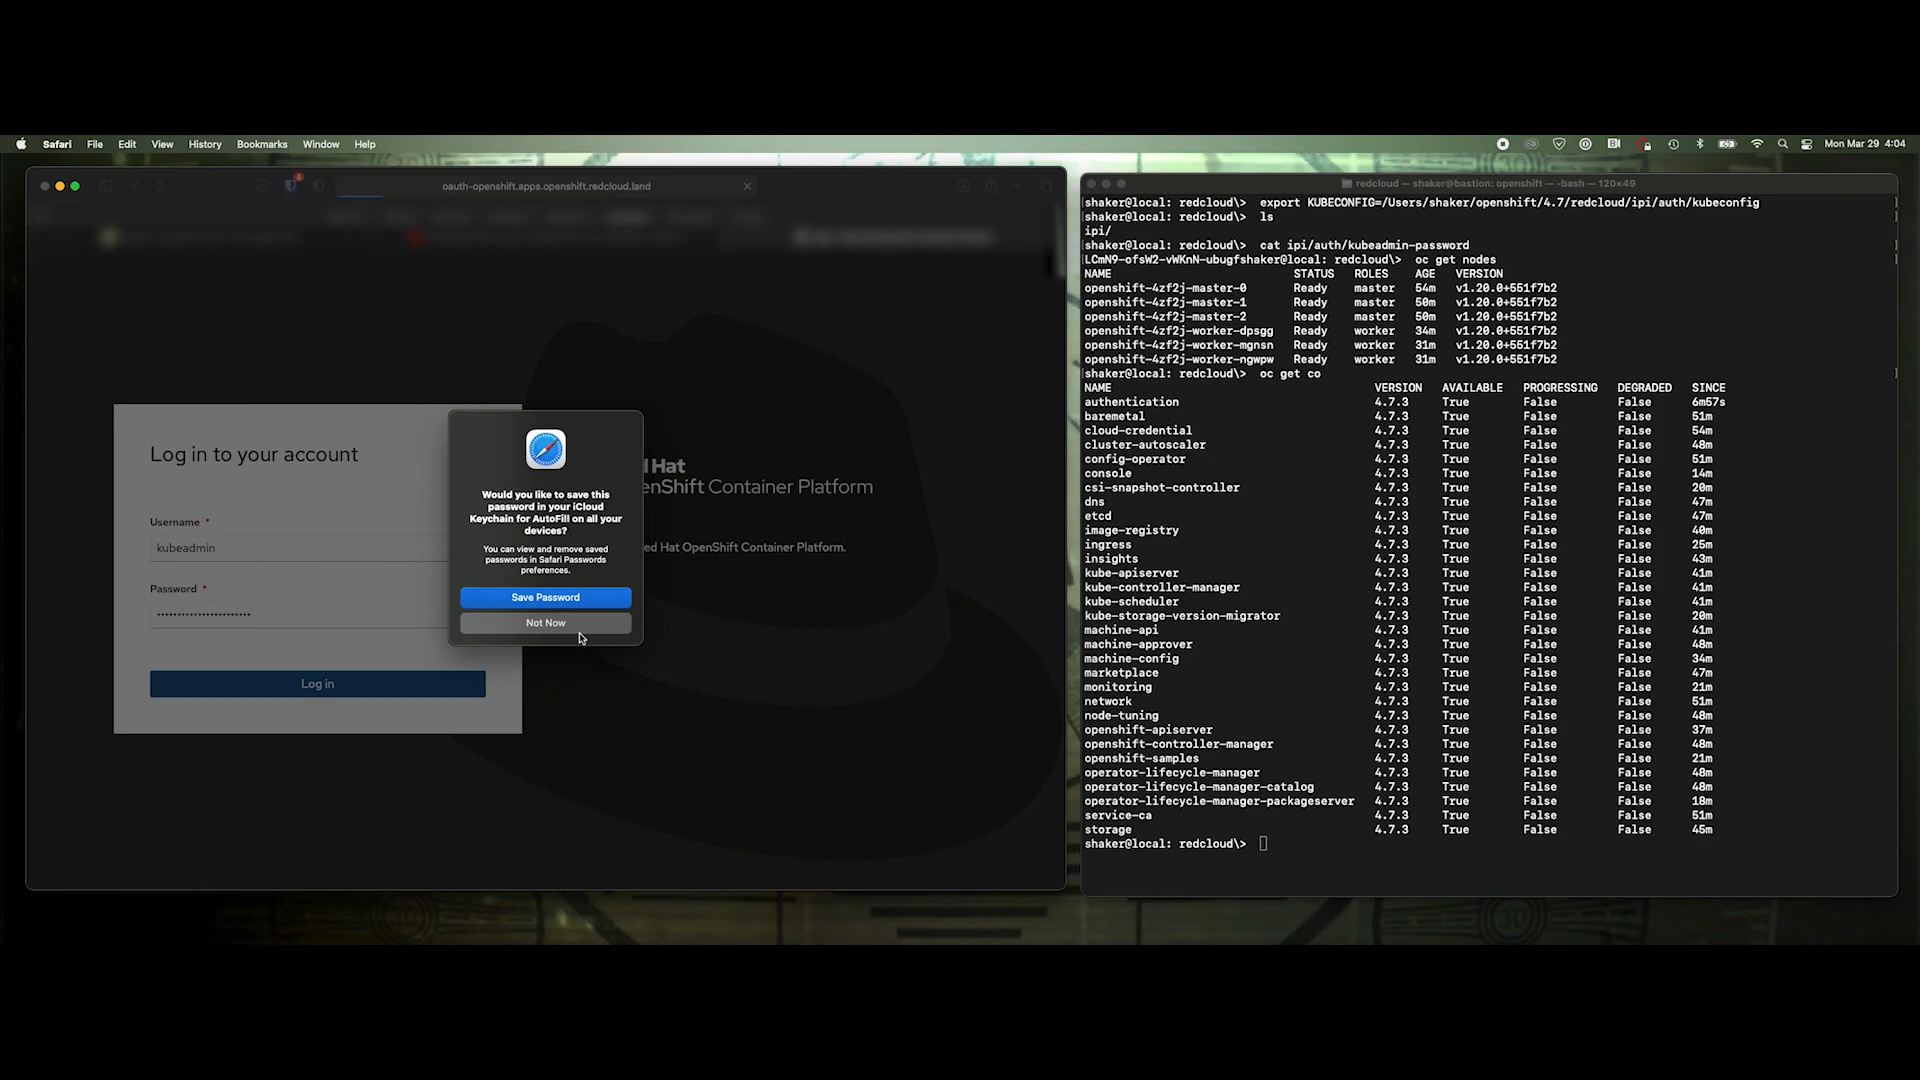 Safari File Edit View History Bookmarks Window Help
Mon Mar 29 4:04
4
oauth-openshift.apps.openshift.redcloud.land
Log in to your account
Username *
kubeadmin
Password *
••••••••••••••••••••••••
Log in
Hat
enShift Container Platform
ed Hat OpenShift Container Platform.
Would you like to save this
password in your iCloud
Keychain for AutoFill on all your
devices?
You can view and remove saved
passwords in Safari Passwords
preferences.
Save Password
Not Now
redcloud — shaker@bastion: openshift — -bash — 120×49
[shaker@local: redcloud\> export KUBECONFIG=/Users/shaker/openshift/4.7/redcloud/ipi/auth/kubeconfig ]
[shaker@local: redcloud\> ls ]
ipi/
[shaker@local: redcloud\> cat ipi/auth/kubeadmin-password ]
[LCmN9-ofsW2-vWKnN-ubugfshaker@local: redcloud\> oc get nodes ]
NAME STATUS ROLES AGE VERSION
openshift-4zf2j-master-0 Ready master 54m v1.20.0+551f7b2
openshift-4zf2j-master-1 Ready master 50m v1.20.0+551f7b2
openshift-4zf2j-master-2 Ready master 50m v1.20.0+551f7b2
openshift-4zf2j-worker-dpsgg Ready worker 34m v1.20.0+551f7b2
openshift-4zf2j-worker-mgnsn Ready worker 31m v1.20.0+551f7b2
openshift-4zf2j-worker-ngwpw Ready worker 31m v1.20.0+551f7b2
[shaker@local: redcloud\> oc get co ]
NAME VERSION AVAILABLE PROGRESSING DEGRADED SINCE
authentication 4.7.3 True False False 6m57s
baremetal 4.7.3 True False False 51m
cloud-credential 4.7.3 True False False 54m
cluster-autoscaler 4.7.3 True False False 48m
config-operator 4.7.3 True False False 51m
console 4.7.3 True False False 14m
csi-snapshot-controller 4.7.3 True False False 20m
dns 4.7.3 True False False 47m
etcd 4.7.3 True False False 47m
image-registry 4.7.3 True False False 40m
ingress 4.7.3 True False False 25m
insights 4.7.3 True False False 43m
kube-apiserver 4.7.3 True False False 41m
kube-controller-manager 4.7.3 True False False 41m
kube-scheduler 4.7.3 True False False 41m
kube-storage-version-migrator 4.7.3 True False False 20m
machine-api 4.7.3 True False False 41m
machine-approver 4.7.3 True False False 48m
machine-config 4.7.3 True False False 34m
marketplace 4.7.3 True False False 47m
monitoring 4.7.3 True False False 21m
network 4.7.3 True False False 51m
node-tuning 4.7.3 True False False 48m
openshift-apiserver 4.7.3 True False False 37m
openshift-controller-manager 4.7.3 True False False 48m
openshift-samples 4.7.3 True False False 21m
operator-lifecycle-manager 4.7.3 True False False 48m
operator-lifecycle-manager-catalog 4.7.3 True False False 48m
operator-lifecycle-manager-packageserver 4.7.3 True False False 18m
service-ca 4.7.3 True False False 51m
storage 4.7.3 True False False 45m
shaker@local: redcloud\>